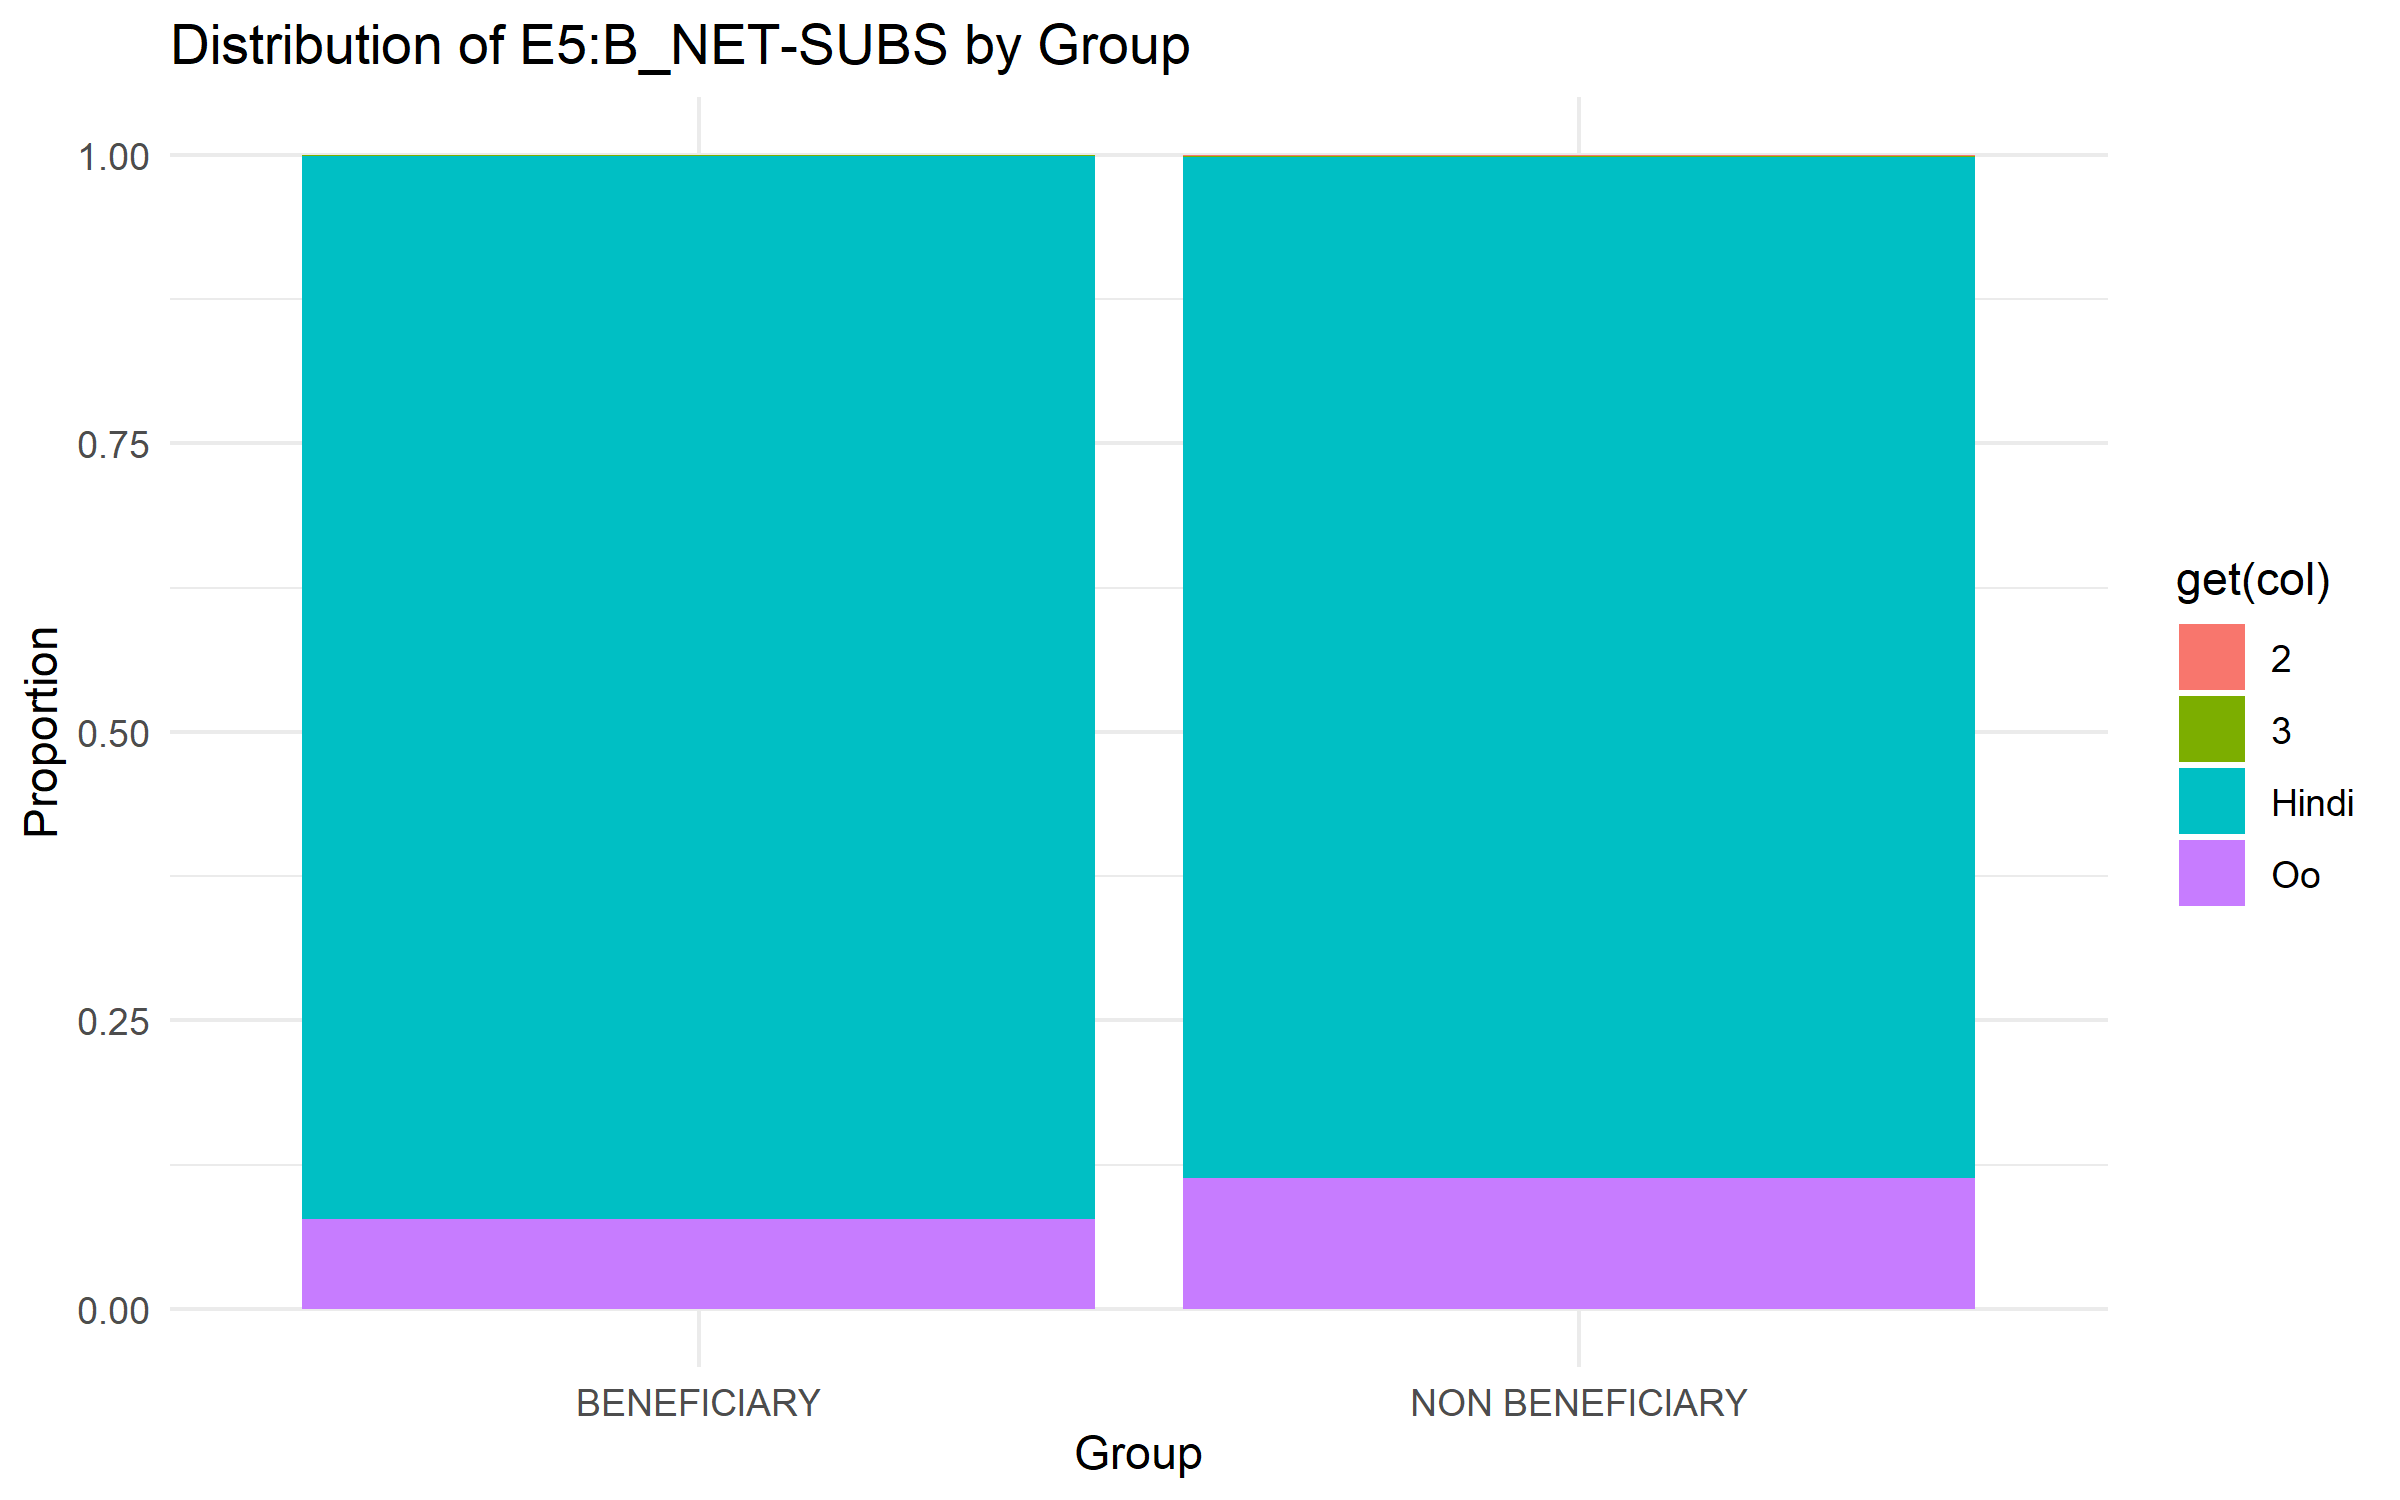 Distribution of E5:B_NET-SUBS by Group
Proportion
1.00
0.75
0.50
0.25
0.00
BENEFICIARY
NON BENEFICIARY
Group
get(col)
2
3
Hindi
Oo